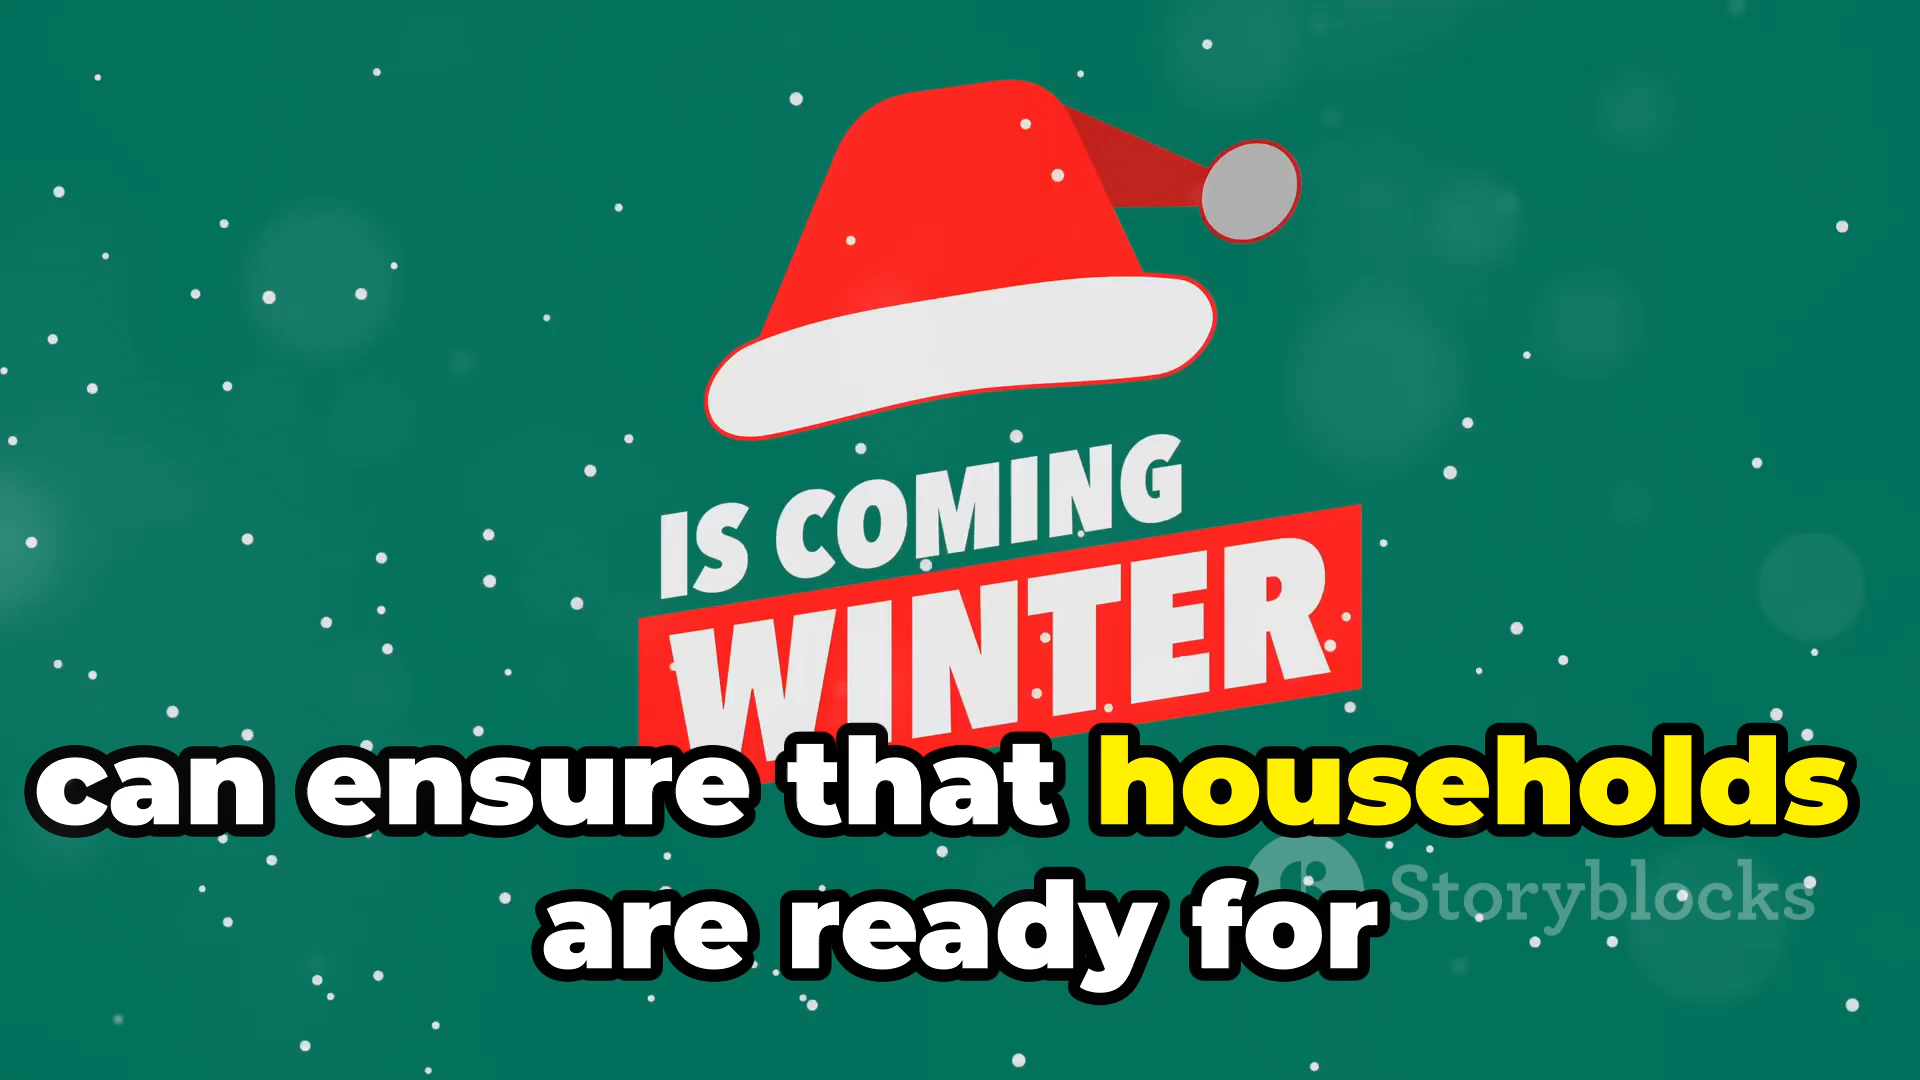 IS COMING
WINTER
can ensure that households
are ready for
Storyblocks